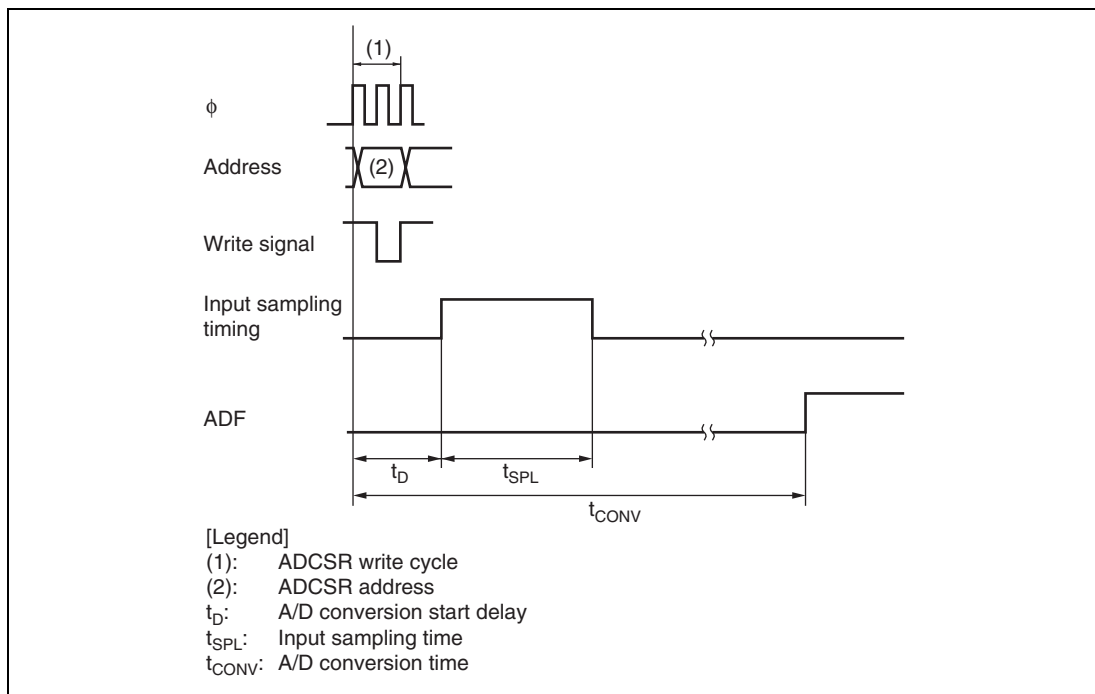 (1)
ϕ
Address
(2)
Write signal
Input sampling
timing
ADF
tD
tSPL
tCONV
[Legend]
(1): ADCSR write cycle
(2): ADCSR address
tD: A/D conversion start delay
tSPL: Input sampling time
tCONV: A/D conversion time